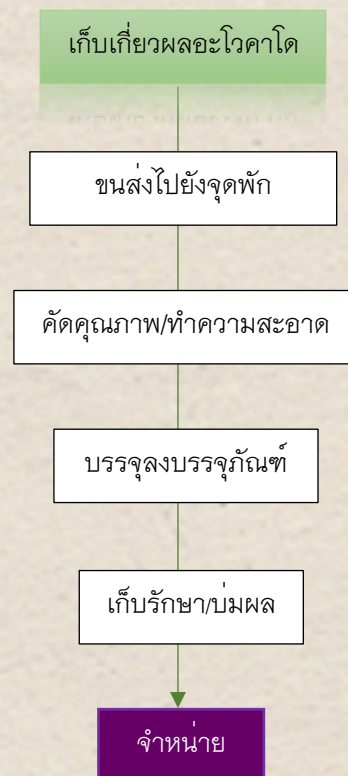 เก็บเกี่ยวผลอะโวคาโด
ขนส่งไปยังจุดพัก
คัดคุณภาพ/ทำความสะอาด
บรรจุลงบรรจุภัณฑ์
เก็บรักษา/บ่มผล
จำหน่าย